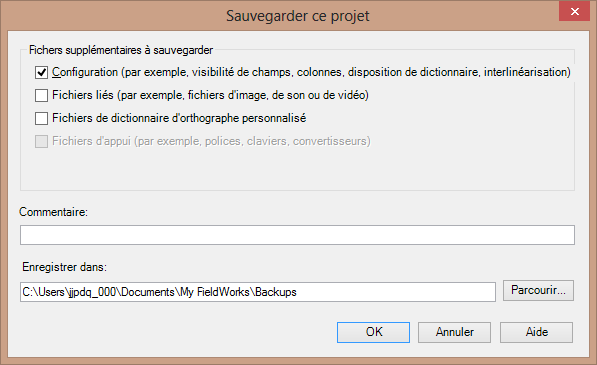 Sauvegarder ce projet
Fichers supplémentaires à sauvegarder
Configuration (par exemple, visibilité de champs, colonnes, disposition de dictionnaire, interlinéarisation)
Fichiers liés (par exemple, fichiers d'image, de son ou de vidéo)
Fichiers de dictionnaire d'orthographe personnalisé
Fichiers d'appui (par exemple, polices, claviers, convertisseurs)
Commentaire:
Enregistrer dans:
C:\Users\jjpdq_000\Documents\My FieldWorks\Backups
Parcourir...
OK
Annuler
Aide